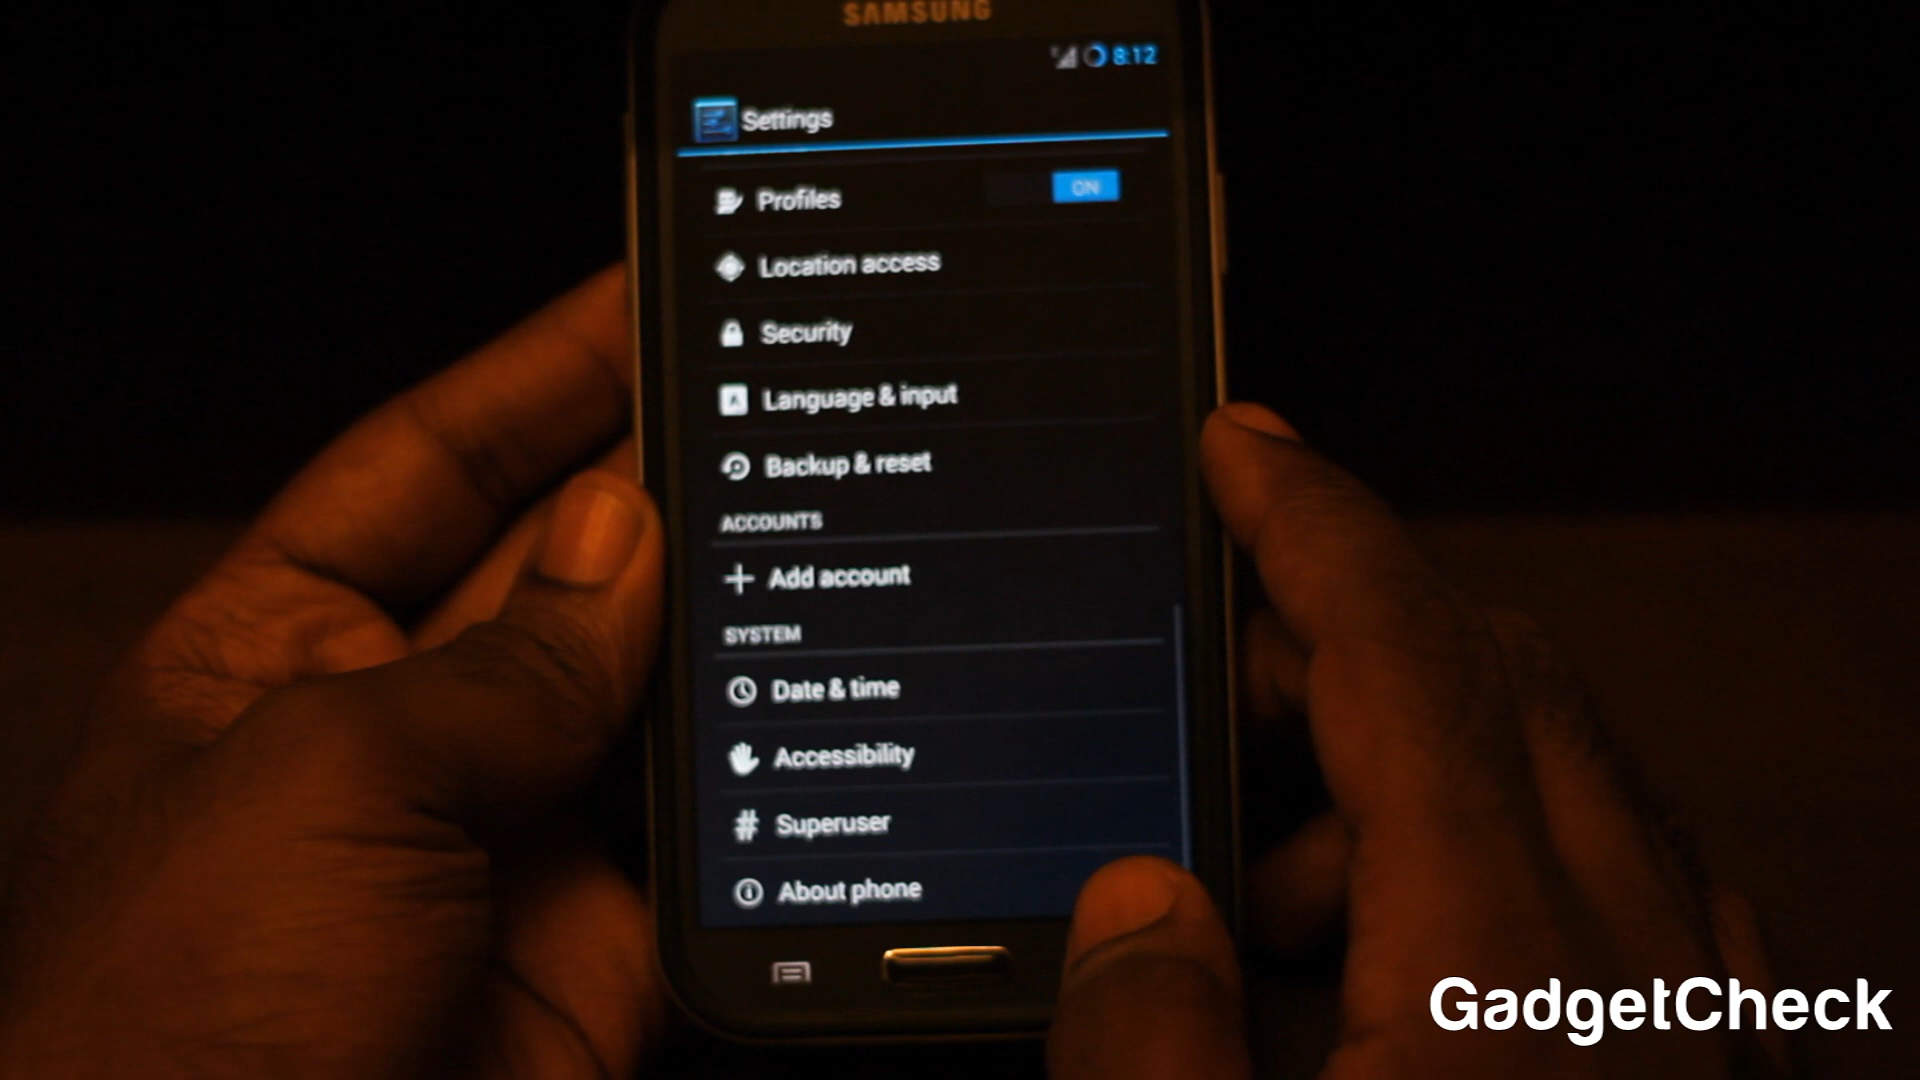 SAMSUNG
8:12
Settings
Profiles
ON
Location access
Security
A
Language & input
Backup & reset
ACCOUNTS
Add account
SYSTEM
Date & time
Accessibility
# Superuser
About phone
GadgetCheck